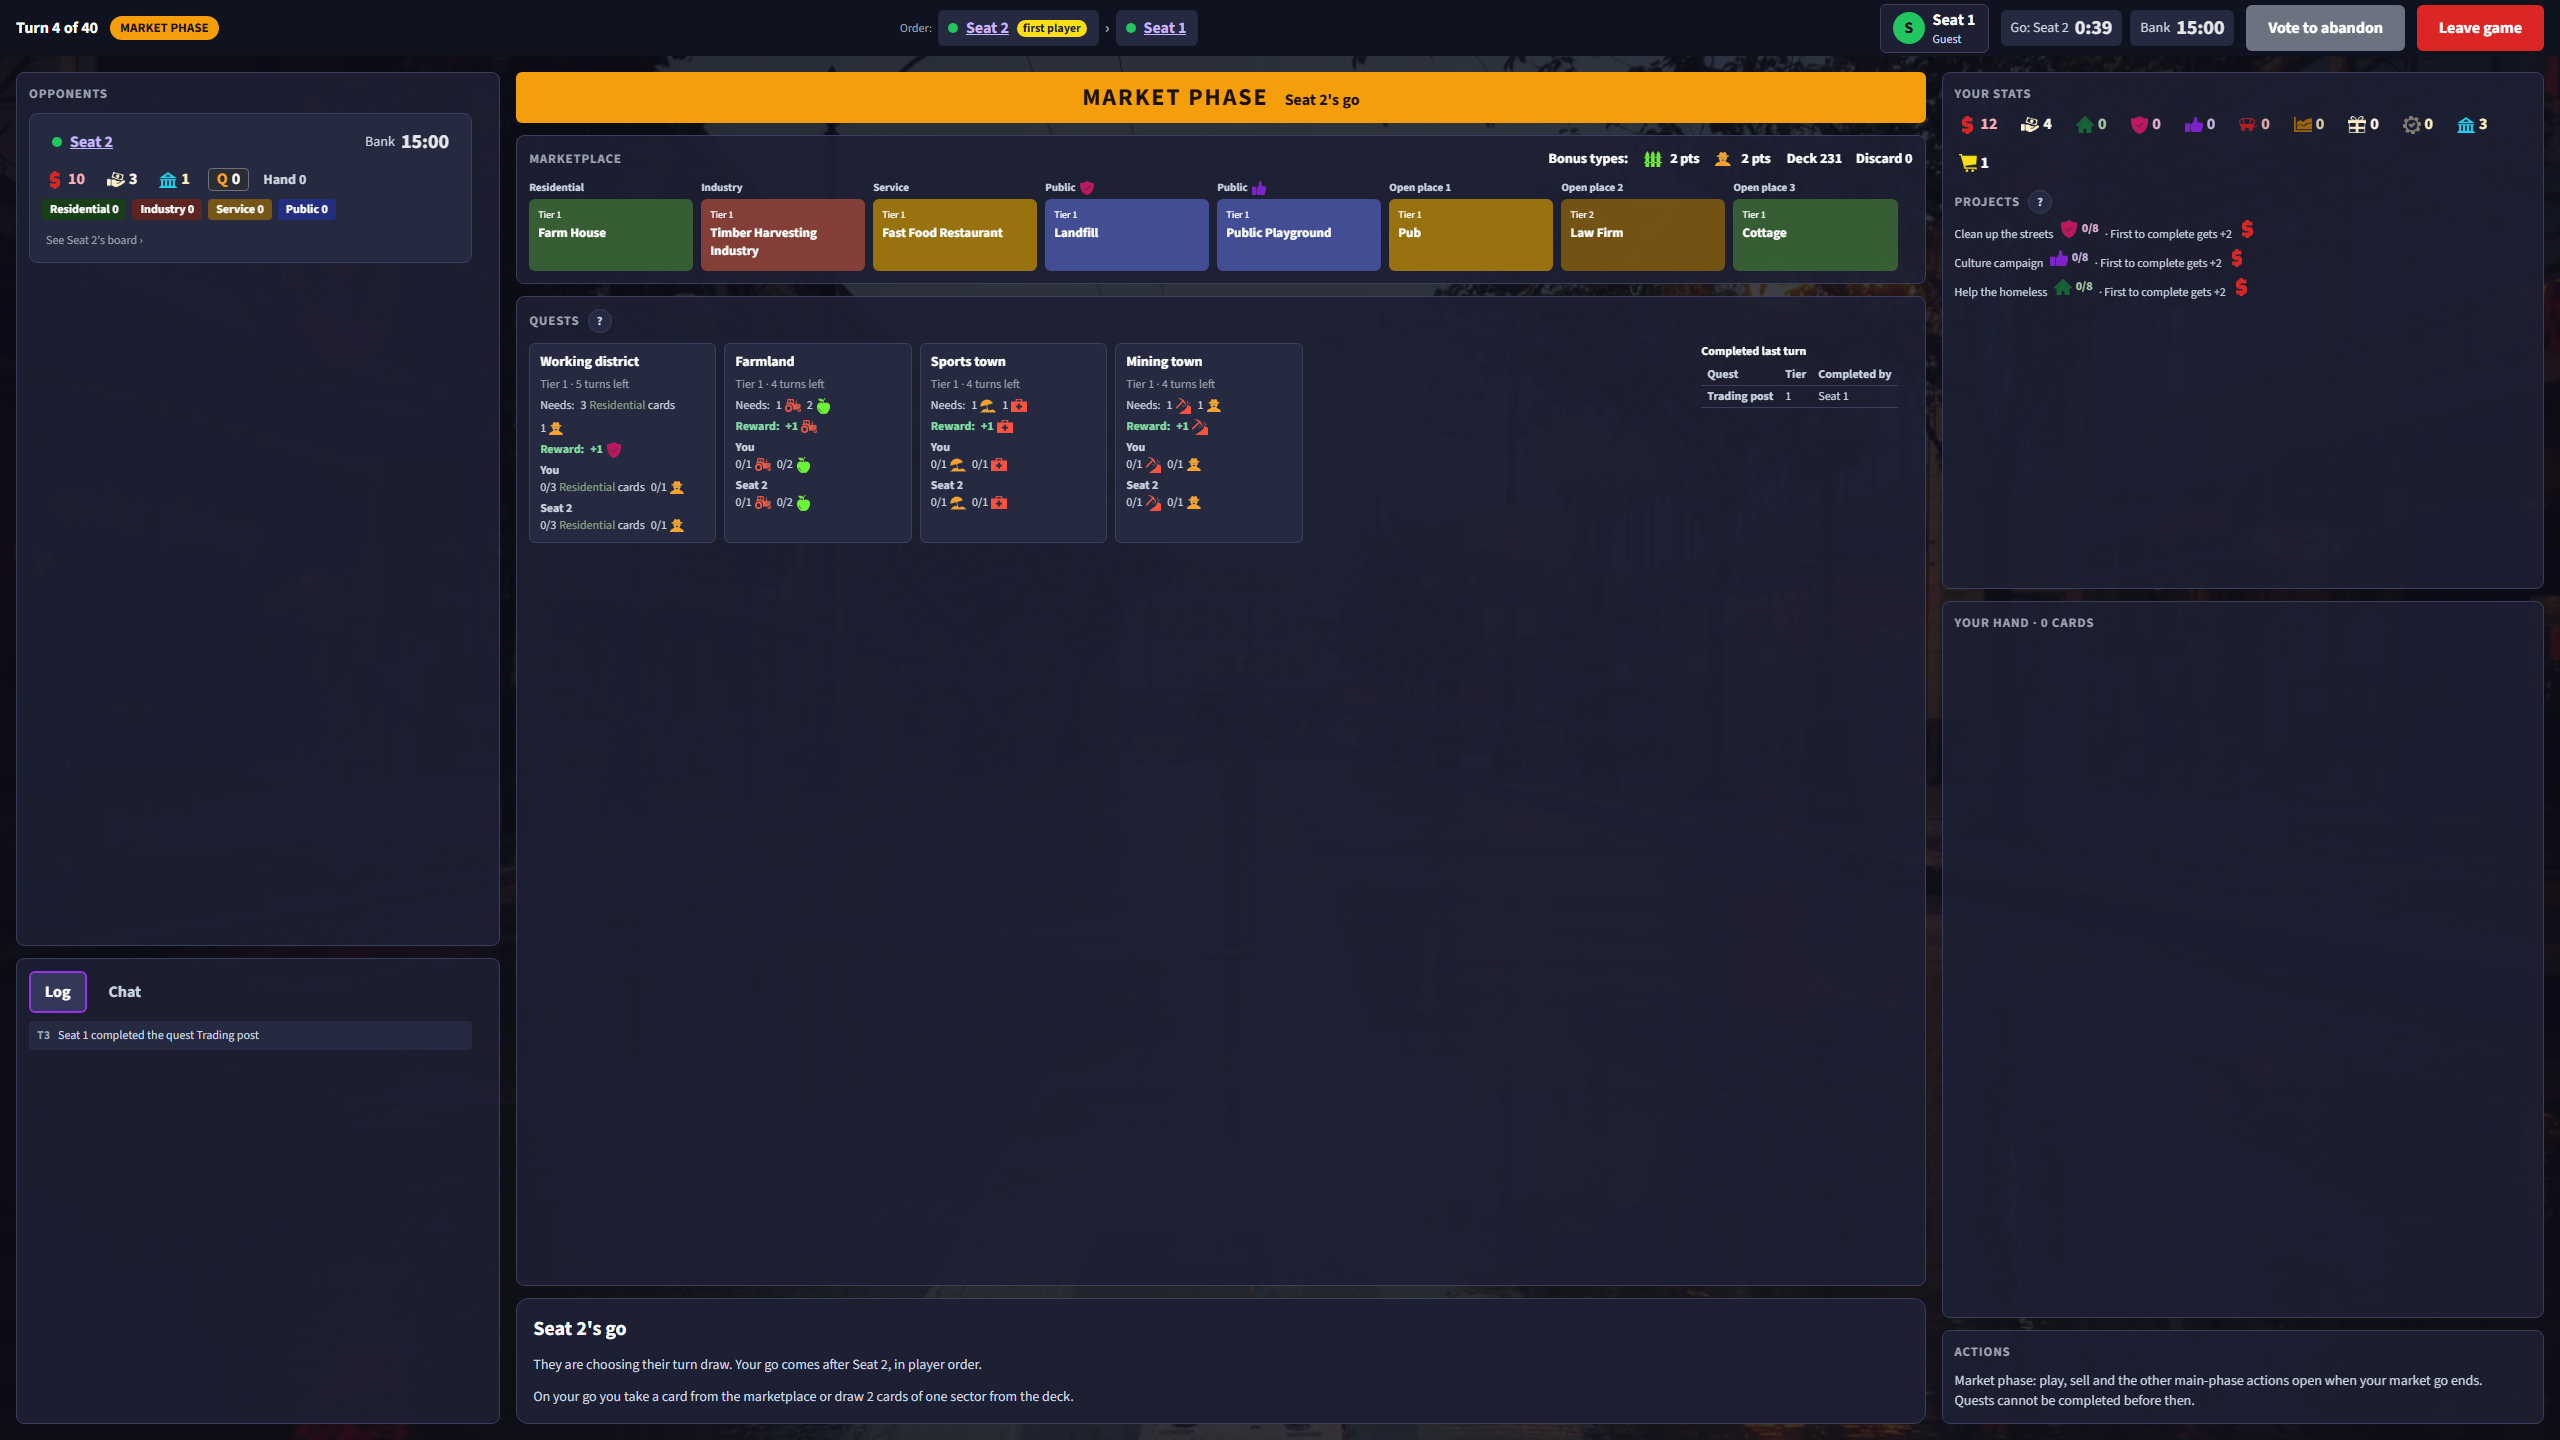 Turn 4 of 40 MARKET PHASE
Order: Seat 2 first player › Seat 1
S Seat 1 Guest
Go: Seat 2 0:39
Bank 15:00
Vote to abandon
Leave game
OPPONENTS
Seat 2 Bank 15:00
$ 10 3 1 Q 0 Hand 0
Residential 0 Industry 0 Service 0 Public 0
See Seat 2's board ›
Log Chat
T3 Seat 1 completed the quest Trading post
MARKET PHASE Seat 2's go
MARKETPLACE
Bonus types: 2 pts 2 pts Deck 231 Discard 0
Residential Industry Service Public Public Open place 1 Open place 2 Open place 3
Tier 1 Tier 1 Tier 1 Tier 1 Tier 1 Tier 1 Tier 2 Tier 1
Farm House Timber Harvesting Fast Food Restaurant Landfill Public Playground Pub Law Firm Cottage
Industry
QUESTS ?
Working district
Tier 1 · 5 turns left
Needs: 3 Residential cards
1
Reward: +1
You
0/3 Residential cards 0/1
Seat 2
0/3 Residential cards 0/1
Farmland
Tier 1 · 4 turns left
Needs: 1 2
Reward: +1
You
0/1 0/2
Seat 2
0/1 0/2
Sports town
Tier 1 · 4 turns left
Needs: 1 1
Reward: +1
You
0/1 0/1
Seat 2
0/1 0/1
Mining town
Tier 1 · 4 turns left
Needs: 1 1
Reward: +1
You
0/1 0/1
Seat 2
0/1 0/1
Completed last turn
Quest Tier Completed by
Trading post 1 Seat 1
Seat 2's go
They are choosing their turn draw. Your go comes after Seat 2, in player order.
On your go you take a card from the marketplace or draw 2 cards of one sector from the deck.
YOUR STATS
$ 12 4 0 0 0 0 0 0 0 3
1
PROJECTS ?
Clean up the streets 0/8 · First to complete gets +2 $
Culture campaign 0/8 · First to complete gets +2 $
Help the homeless 0/8 · First to complete gets +2 $
YOUR HAND · 0 CARDS
ACTIONS
Market phase: play, sell and the other main-phase actions open when your market go ends.
Quests cannot be completed before then.